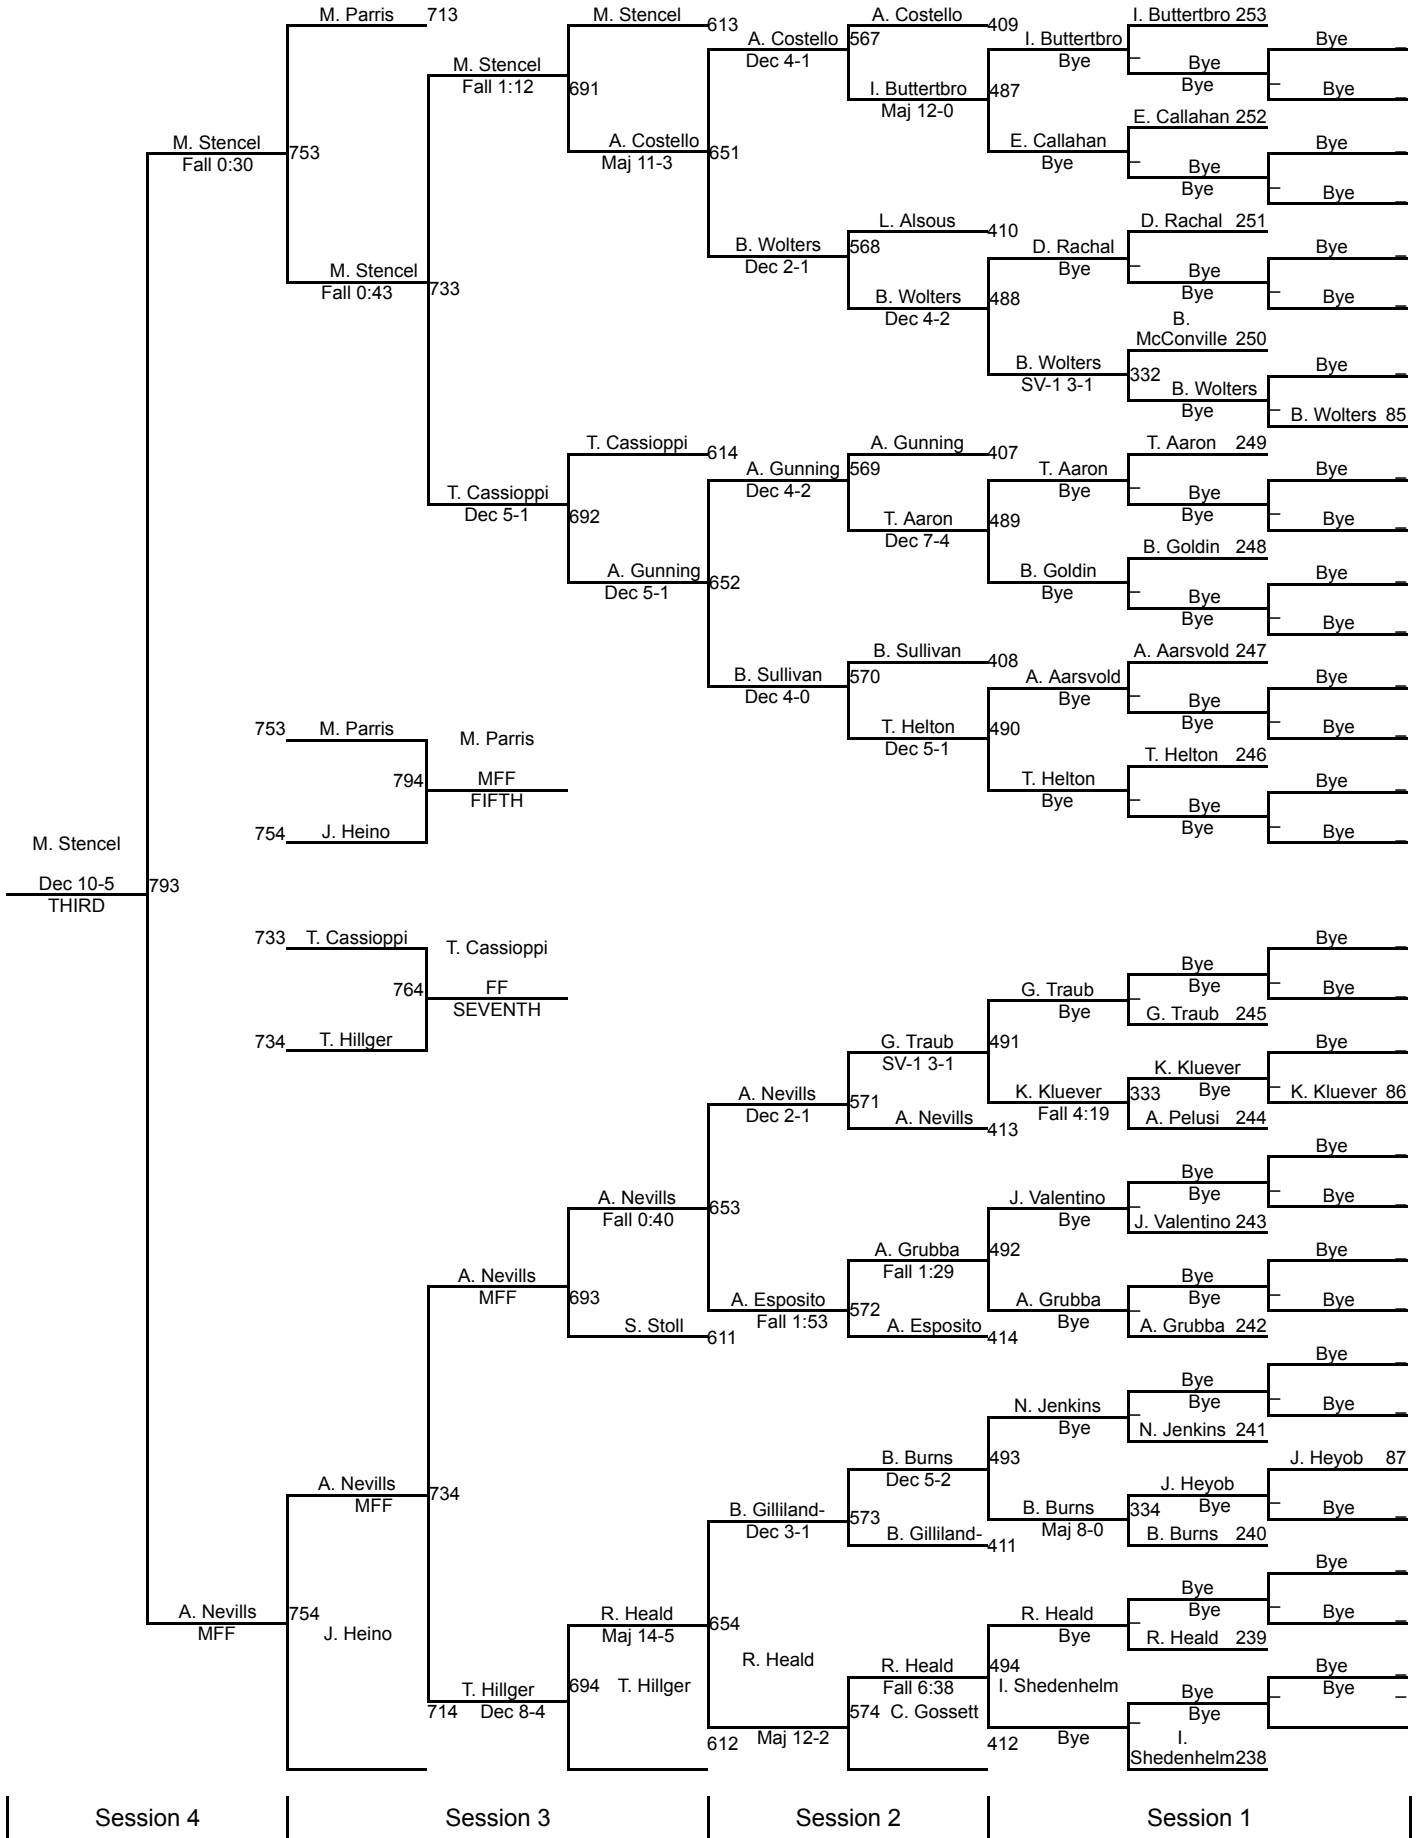 M. Parris 713
M. Stencel 613
A. Costello 409
I. Buttertbro 253
A. Costello 567
I. Buttertbro
Bye _
Dec 4-1
Bye
_ Bye
M. Stencel
Fall 1:12
691
I. Buttertbro 487
Bye
Bye _
Maj 12-0
E. Callahan 252
M. Stencel 753
Fall 0:30
A. Costello 651
Maj 11-3
E. Callahan
Bye
_ Bye
Bye
Bye _
_ Bye _
L. Alsous 410
D. Rachal 251
B. Wolters 568
Dec 2-1
D. Rachal
Bye
Bye _
M. Stencel 733
Fall 0:43
_ Bye
Bye
B. Wolters 488
Dec 4-2
_ Bye _
B.
McConville 250
B. Wolters
SV-1 3-1
332 B. Wolters
Bye
Bye _
_ B. Wolters 85
T. Cassioppi 614
A. Gunning 407
T. Aaron 249
A. Gunning 569
Dec 4-2
T. Aaron
Bye
Bye _
T. Cassioppi
Dec 5-1
692
_ Bye
Bye
T. Aaron 489
Dec 7-4
_ Bye _
B. Goldin 248
A. Gunning 652
Dec 5-1
B. Goldin
Bye
_ Bye
Bye
Bye _
_ Bye _
B. Sullivan 408
A. Aarsvold 247
B. Sullivan 570
Dec 4-0
A. Aarsvold
Bye
_ Bye
Bye
Bye _
753 M. Parris
M. Parris
T. Helton 490
Dec 5-1
_ Bye _
T. Helton 246
794 MFF
FIFTH
T. Helton
Bye
_ Bye
Bye
Bye _
754 J. Heino
_ Bye _
M. Stencel
Dec 10-5 793
THIRD
733 T. Cassioppi
T. Cassioppi
Bye _
Bye
Bye
764 FF
SEVENTH
G. Traub
Bye
_
_ Bye _
G. Traub 245
734 T. Hillger
G. Traub 491
SV-1 3-1
Bye _
K. Kluever
A. Nevills 571
Dec 2-1
K. Kluever 333 Bye
Fall 4:19
_ K. Kluever 86
A. Nevills 413
A. Pelusi 244
Bye _
Bye
Bye
A. Nevills 653
Fall 0:40
J. Valentino
Bye
_
_ Bye _
J. Valentino 243
A. Grubba 492
Fall 1:29
Bye _
A. Nevills
MFF
693
Bye
Bye
A. Esposito 572
Fall 1:53
A. Grubba
Bye
_
_ Bye _
S. Stoll 611
A. Esposito 414
A. Grubba 242
Bye _
Bye
Bye
N. Jenkins
Bye
_
_ Bye _
N. Jenkins 241
B. Burns 493
Dec 5-2
J. Heyob 87
A. Nevills 734
MFF
J. Heyob
B. Gilliland- 573
Dec 3-1
B. Burns 334 Bye
Maj 8-0
_ Bye _
B. Gilliland- 411
B. Burns 240
Bye _
Bye
Bye
A. Nevills 754
MFF
J. Heino
R. Heald 654
Maj 14-5
R. Heald
Bye
_
_ Bye _
R. Heald 239
R. Heald
R. Heald 494
Fall 6:38
Bye _
T. Hillger
714 Dec 8-4
694 T. Hillger
I. Shedenhelm
Bye
Bye
_ Bye _
574 C. Gossett
_
612 Maj 12-2
412 Bye
I.
Shedenhelm 238
Session 4
Session 3
Session 2
Session 1